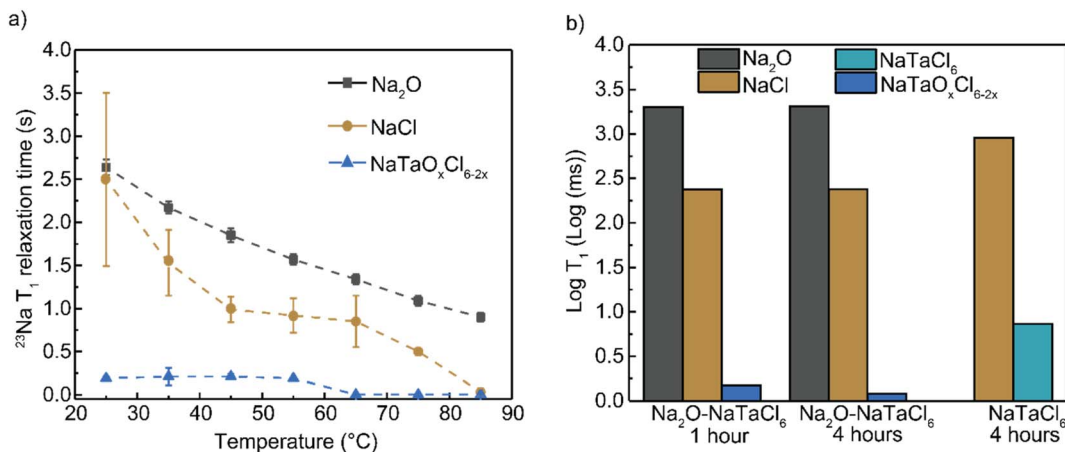 a)
4.0
3.5
3.0
2.5
2.0
1.5
1.0
0.5
0.0
²³Na T₁ relaxation time (s)
Na₂O
NaCl
NaTaOₓCl₆₋₂ₓ
20 30 40 50 60 70 80 90
Temperature (°C)
b)
4.0
3.5
3.0
2.5
2.0
1.5
1.0
0.5
0.0
Log T₁ (Log (ms))
Na₂O NaTaCl₆
NaCl NaTaOₓCl₆₋₂ₓ
Na₂O-NaTaCl₆ Na₂O-NaTaCl₆ NaTaCl₆
1 hour 4 hours 4 hours